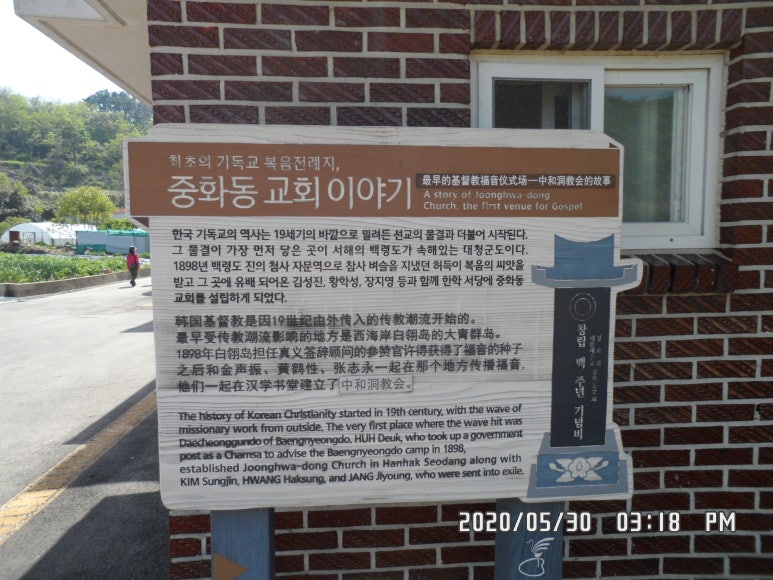 최초의 기독교 복음전례지,
중화동 교회 이야기
最早的基督教福音仪式场一中和洞教会的故事
A story of Joonghwa-dong
Church, the first venue for Gospel
한국 기독교의 역사는 19세기의 바깥으로 밀려든 선교의 물결과 더불어 시작된다.
그 물결이 가장 먼저 닿은 곳이 서해의 백령도가 속해있는 대청군도이다.
1898년 백령도 진의 첨사 자문역으로 참사 벼슬을 지냈던 허득이 복음의 씨앗을
받고 그 곳에 유배 되어온 김성진, 황학성, 장지영 등과 함께 한학 서당에 중화동
교회를 설립하게 되었다.
韩国基督教是因19世纪由外传入的传教潮流开始的。
最早受传教潮流影响的地方是西海岸白翎岛的大青群岛。
1898年白翎岛担任真义签辞顾问的参赞官许得获得了福音的种子
之后和金声振、黄鹤性、张志永一起在那个地方传播福音,
他们一起在汉学书堂建立了中和洞教会。
The history of Korean Christianity started in 19th century, with the wave of
missionary work from outside. The very first place where the wave hit was
Daecheonggundo of Baengnyeongdo, HUH Deuk, who took up a government
post as a Chamsa to advise the Baengnyeongdo camp in 1898,
established Joonghwa-dong Church in Hanhak Seodang along with
KIM Sungjin, HWANG Haksung, and JANG Jiyoung, who were sent into exile.
창립 백 주년 기념비
2020/05/30 03:18 PM